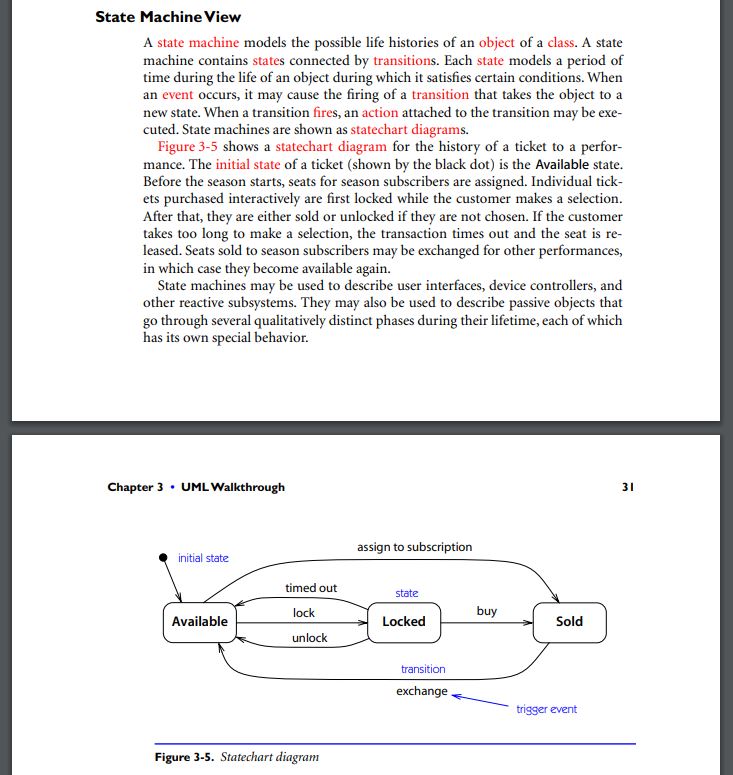 State Machine View
A state machine models the possible life histories of an object of a class. A state
machine contains states connected by transitions. Each state models a period of
time during the life of an object during which it satisfies certain conditions. When
an event occurs, it may cause the firing of a transition that takes the object to a
new state. When a transition fires, an action attached to the transition may be exe-
cuted. State machines are shown as statechart diagrams.
Figure 3-5 shows a statechart diagram for the history of a ticket to a perfor-
mance. The initial state of a ticket (shown by the black dot) is the Available state.
Before the season starts, seats for season subscribers are assigned. Individual tick-
ets purchased interactively are first locked while the customer makes a selection.
After that, they are either sold or unlocked if they are not chosen. If the customer
takes too long to make a selection, the transaction times out and the seat is re-
leased. Seats sold to season subscribers may be exchanged for other performances,
in which case they become available again.
State machines may be used to describe user interfaces, device controllers, and
other reactive subsystems. They may also be used to describe passive objects that
go through several qualitatively distinct phases during their lifetime, each of which
has its own special behavior.
Chapter 3 • UML Walkthrough 31
assign to subscription
initial state
timed out
state
lock
buy
Available
Locked
Sold
unlock
transition
exchange
trigger event
Figure 3-5. Statechart diagram